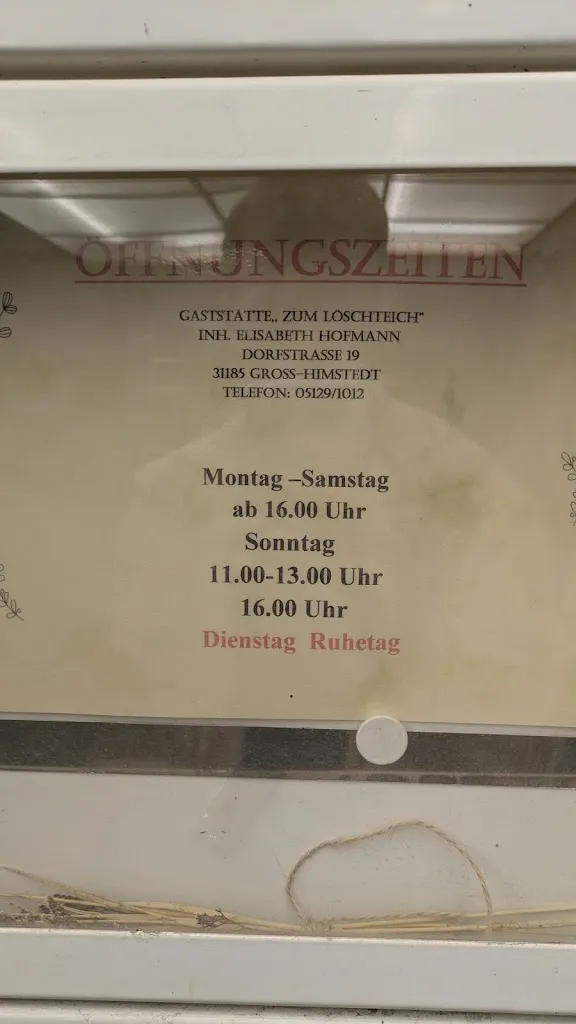 ÖFFNUNGSZEITEN
GASTSTÄTTE„ ZUM LÖSCHTEICH"
INH. ELISABETH HOFMANN
DORFSTRASSE 19
31185 GROSS-HIMSTEDT
TELEFON: 05129/1012
Montag –Samstag
ab 16.00 Uhr
Sonntag
11.00-13.00 Uhr
16.00 Uhr
Dienstag Ruhetag